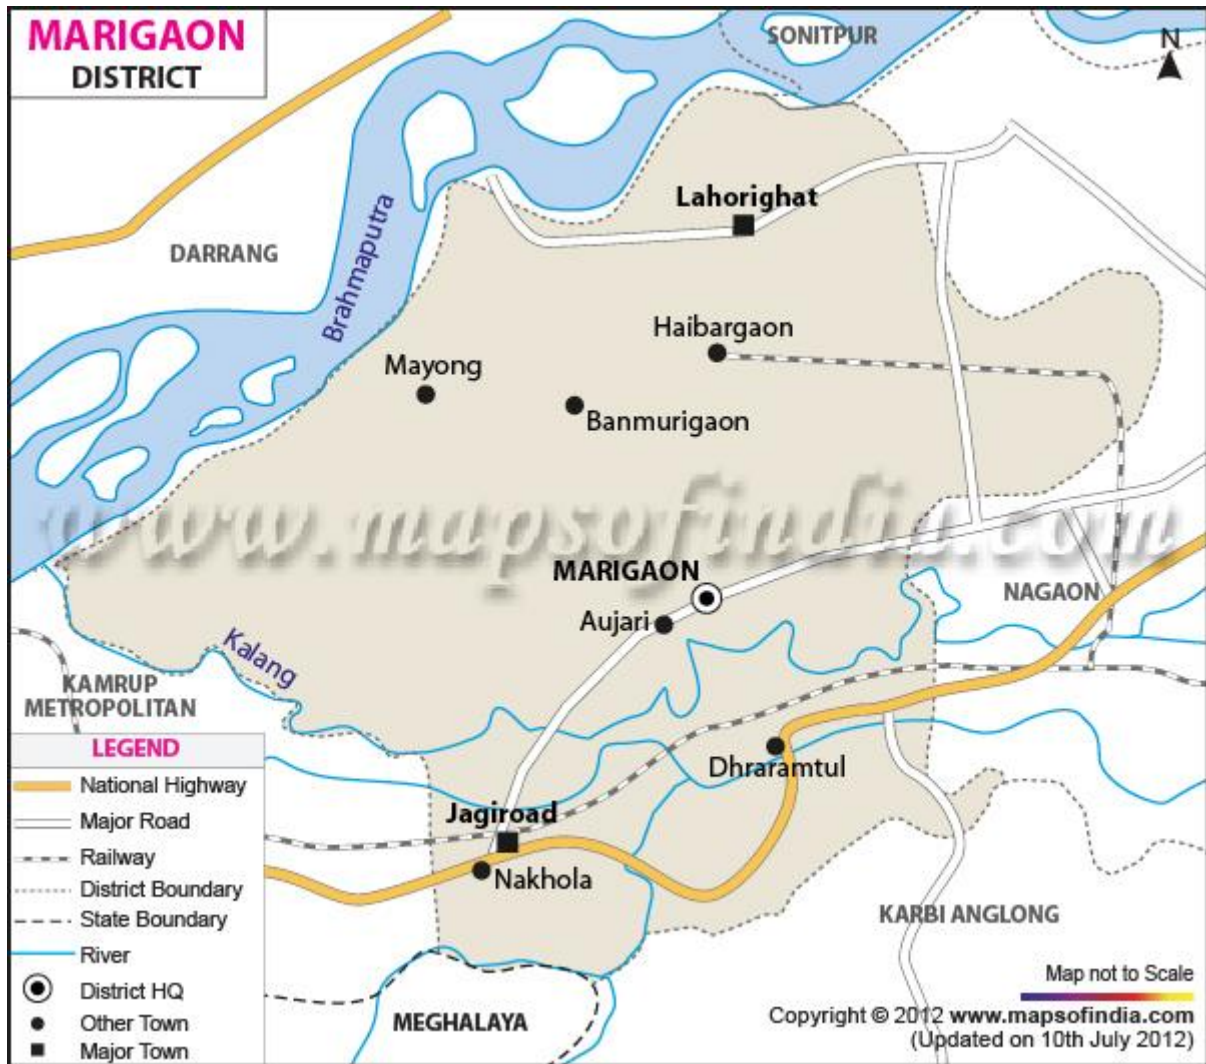 MARIGAON
DISTRICT
SONITPUR
N
Lahorighat
DARRANG
Brahmaputra
Haibargaon
Mayong
Banmurigaon
www.mapsofindia.com
MARIGAON
Aujari
NAGAON
Kalang
KAMRUP
METROPOLITAN
Dhraramtul
Jagiroad
Nakhola
KARBI ANGLONG
MEGHALAYA
LEGEND
National Highway
Major Road
Railway
District Boundary
State Boundary
River
District HQ
Other Town
Major Town
Map not to Scale
Copyright © 2012 www.mapsofindia.com
(Updated on 10th July 2012)